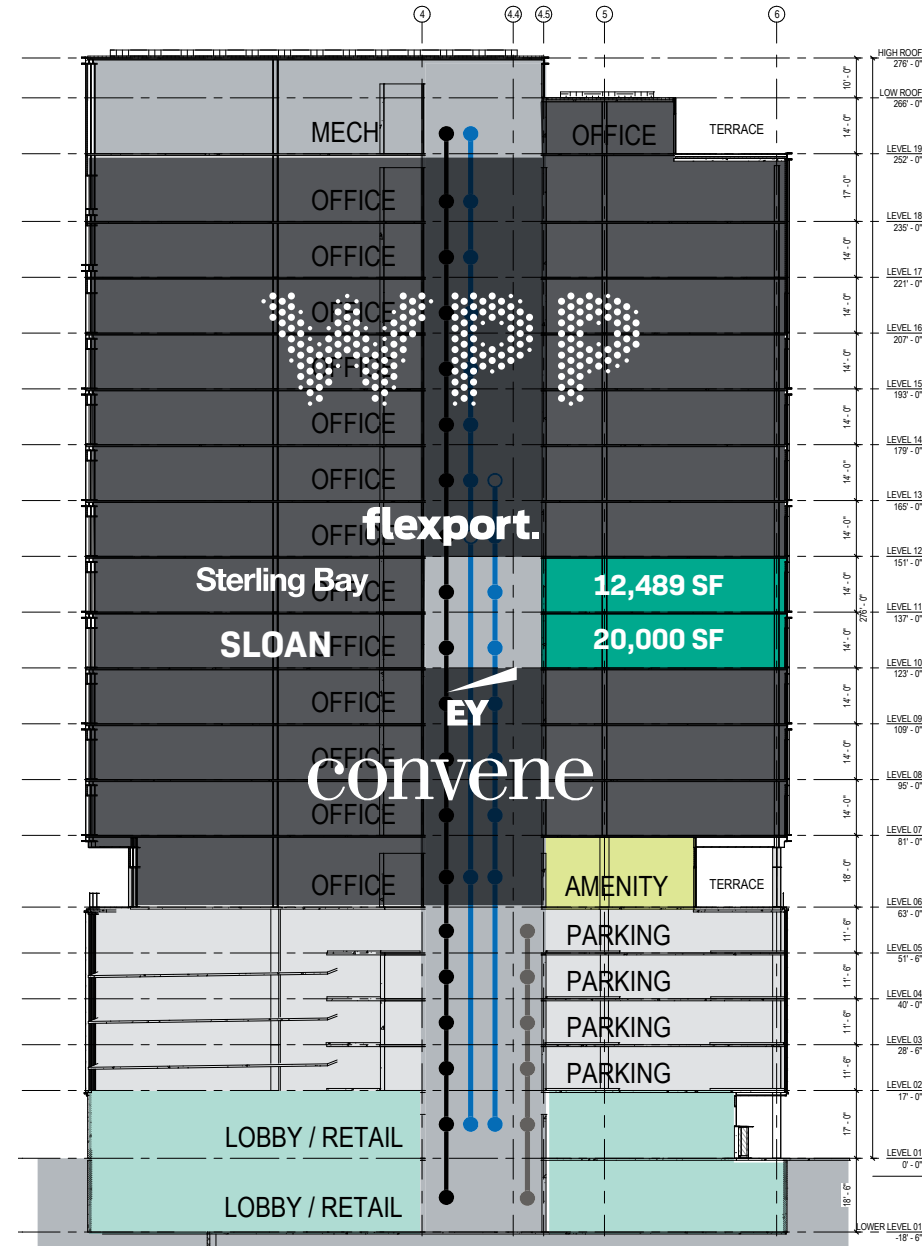 4 4.4 4.5 5 6
HIGH ROOF
276' - 0"
10' - 0"
LOW ROOF
266' - 0"
MECH OFFICE TERRACE
14' - 0"
LEVEL 19
252' - 0"
OFFICE
17' - 0"
LEVEL 18
235' - 0"
OFFICE
14' - 0"
LEVEL 17
221' - 0"
OFFICE
14' - 0"
LEVEL 16
207' - 0"
WPP
OFFICE
14' - 0"
LEVEL 15
193' - 0"
OFFICE
14' - 0"
LEVEL 14
179' - 0"
OFFICE
14' - 0"
LEVEL 13
165' - 0"
OFFICE
flexport.
14' - 0"
LEVEL 12
151' - 0"
Sterling Bay
OFFICE
12,489 SF
14' - 0"
276' - 0"
LEVEL 11
137' - 0"
SLOAN
OFFICE
20,000 SF
14' - 0"
LEVEL 10
123' - 0"
OFFICE
EY
14' - 0"
LEVEL 09
109' - 0"
OFFICE
convene
14' - 0"
LEVEL 08
95' - 0"
OFFICE
14' - 0"
LEVEL 07
81' - 0"
OFFICE AMENITY TERRACE
18' - 0"
LEVEL 06
63' - 0"
PARKING
11' - 6"
LEVEL 05
51' - 6"
PARKING
11' - 6"
LEVEL 04
40' - 0"
PARKING
11' - 6"
LEVEL 03
28' - 6"
PARKING
11' - 6"
LEVEL 02
17' - 0"
LOBBY / RETAIL
17' - 0"
LEVEL 01
0' - 0"
LOBBY / RETAIL
18' - 6"
LOWER LEVEL 01
-18' - 6"